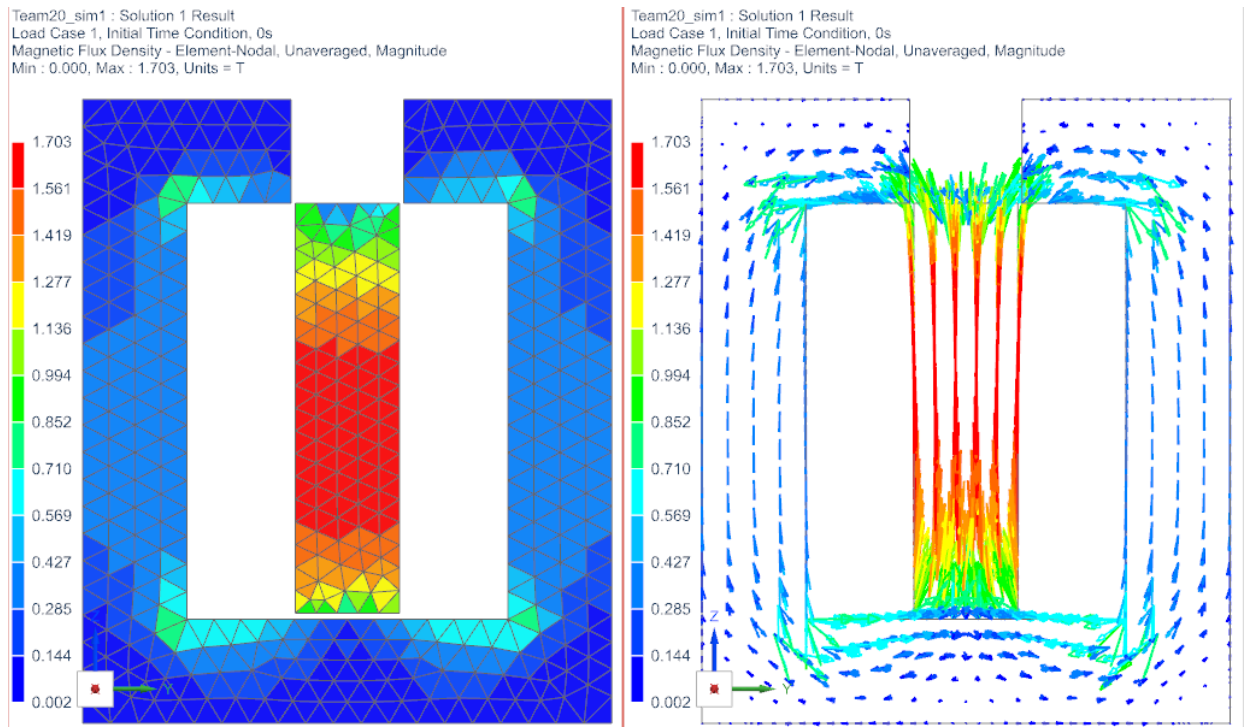 Team20_sim1 : Solution 1 Result
Load Case 1, Initial Time Condition, 0s
Magnetic Flux Density - Element-Nodal, Unaveraged, Magnitude
Min : 0.000, Max : 1.703, Units = T
1.703
1.561
1.419
1.277
1.136
0.994
0.852
0.710
0.569
0.427
0.285
0.144
0.002
Y
Team20_sim1 : Solution 1 Result
Load Case 1, Initial Time Condition, 0s
Magnetic Flux Density - Element-Nodal, Unaveraged, Magnitude
Min : 0.000, Max : 1.703, Units = T
1.703
1.561
1.419
1.277
1.136
0.994
0.852
0.710
0.569
0.427
0.285
0.144
0.002
Z
Y